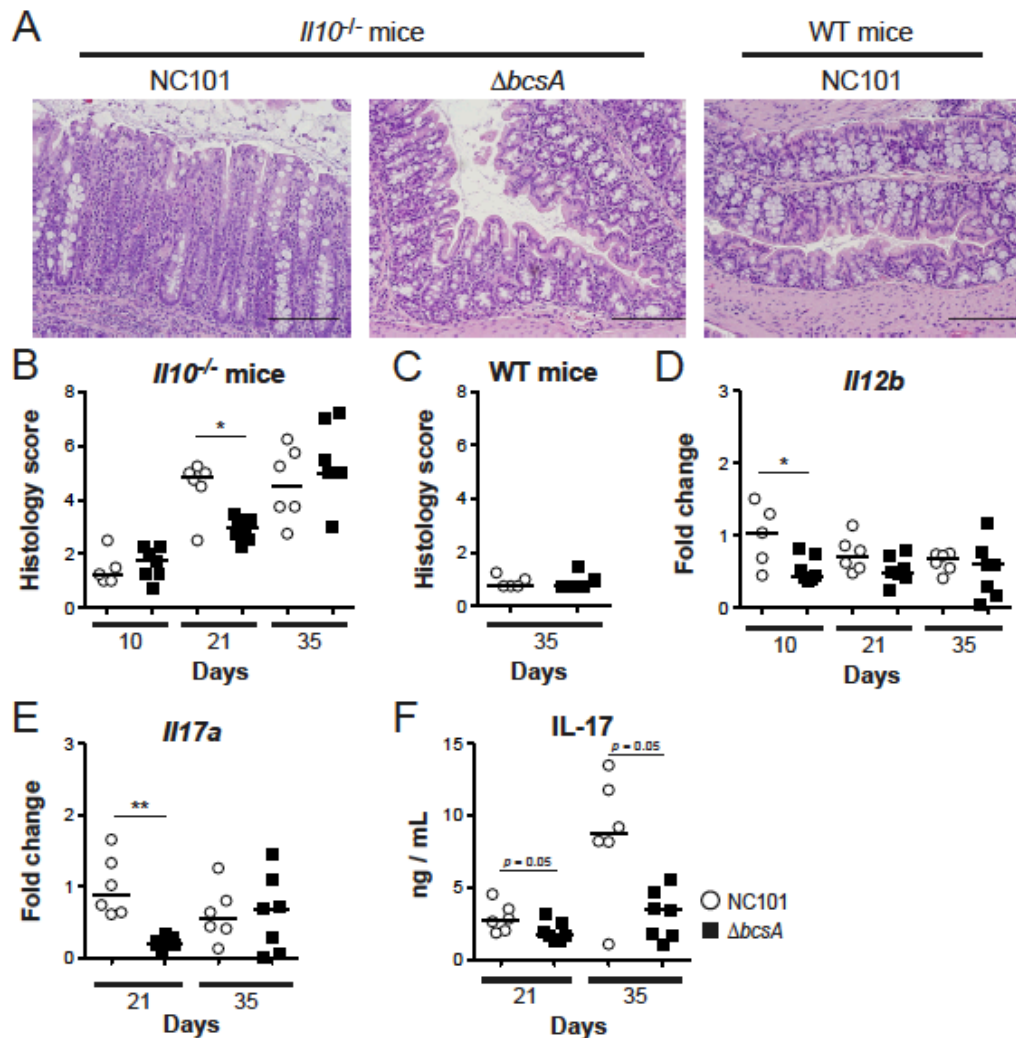 A
Il10-/- mice
WT mice
NC101
ΔbcsA
NC101
B
Il10-/- mice
Histology score
8
6
4
2
0
*
10
21
35
Days
C
WT mice
Histology score
8
6
4
2
0
35
Days
D
Il12b
Fold change
3
2
1
0
*
10
21
35
Days
E
Il17a
Fold change
3
2
1
0
**
21
35
Days
F
IL-17
ng / mL
15
10
5
0
p = 0.05
p = 0.05
21
35
Days
NC101
ΔbcsA